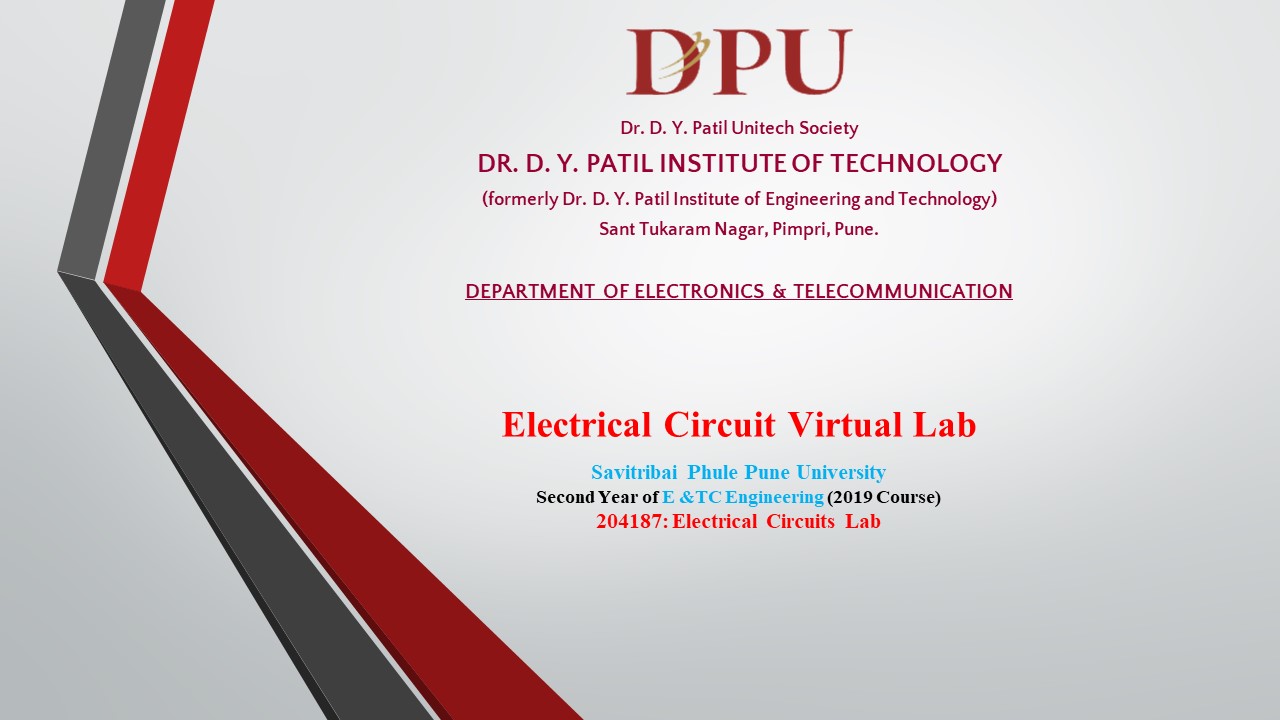 DPU
Dr. D. Y. Patil Unitech Society
DR. D. Y. PATIL INSTITUTE OF TECHNOLOGY
(formerly Dr. D. Y. Patil Institute of Engineering and Technology)
Sant Tukaram Nagar, Pimpri, Pune.
DEPARTMENT OF ELECTRONICS & TELECOMMUNICATION
Electrical Circuit Virtual Lab
Savitribai Phule Pune University
Second Year of E &TC Engineering (2019 Course)
204187: Electrical Circuits Lab